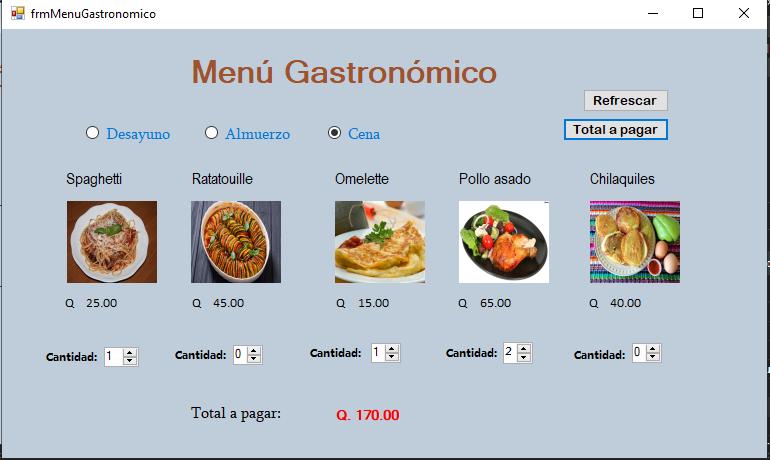 frmMenuGastronomico
Menú Gastronómico
Refrescar
Desayuno Almuerzo Cena
Total a pagar
Spaghetti Ratatouille Omelette Pollo asado Chilaquiles
Q 25.00 Q 45.00 Q 15.00 Q 65.00 Q 40.00
Cantidad: 1 Cantidad: 0 Cantidad: 1 Cantidad: 2 Cantidad: 0
Total a pagar: Q. 170.00